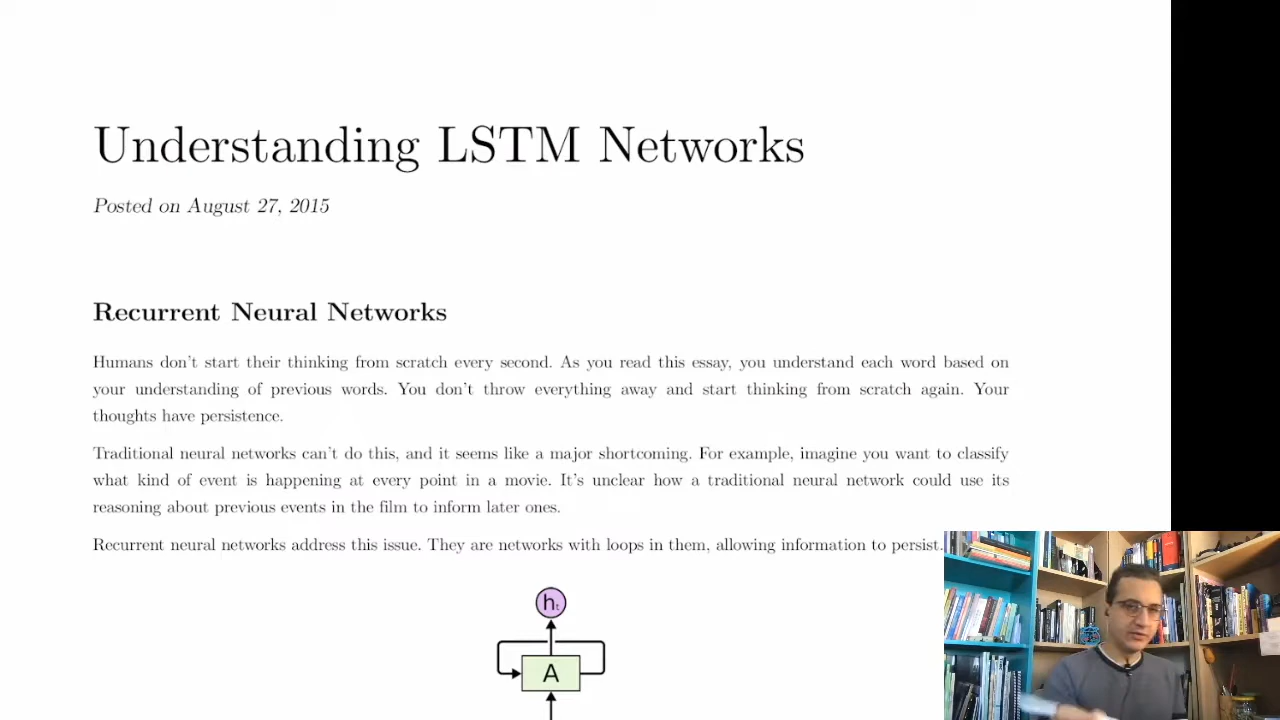 Understanding LSTM Networks
Posted on August 27, 2015
Recurrent Neural Networks
Humans don't start their thinking from scratch every second. As you read this essay, you understand each word based on
your understanding of previous words. You don't throw everything away and start thinking from scratch again. Your
thoughts have persistence.
Traditional neural networks can't do this, and it seems like a major shortcoming. For example, imagine you want to classify
what kind of event is happening at every point in a movie. It's unclear how a traditional neural network could use its
reasoning about previous events in the film to inform later ones.
Recurrent neural networks address this issue. They are networks with loops in them, allowing information to persist.
ht
A